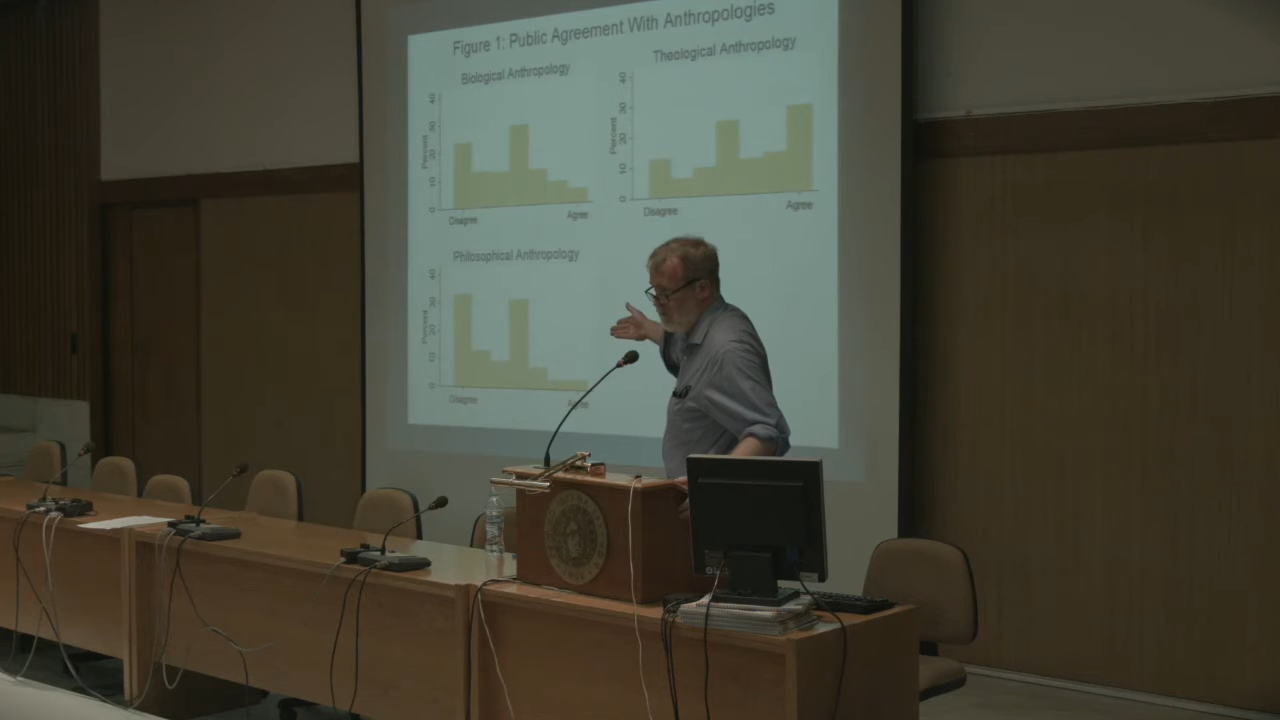 Figure 1: Public Agreement With Anthropologies
Biological Anthropology
Percent
0 10 20 30 40
Disagree Agree
Theological Anthropology
Percent
0 10 20 30 40
Disagree Agree
Philosophical Anthropology
Percent
0 10 20 30 40
Disagree Agree